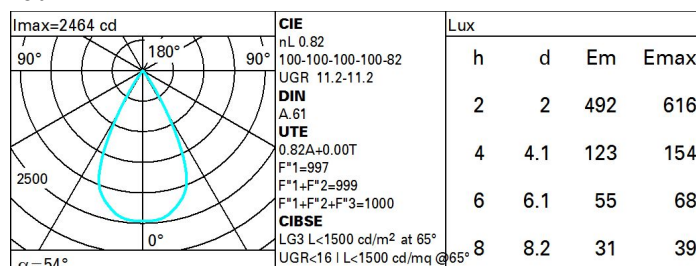 Imax=2464 cd
90° 180° 90°
2500
0°
α=54°
CIE
nL 0.82
100-100-100-100-82
UGR 11.2-11.2
DIN
A.61
UTE
0.82A+0.00T
F"1=997
F"1+F"2=999
F"1+F"2+F"3=1000
CIBSE
LG3 L<1500 cd/m² at 65°
UGR<16 | L<1500 cd/mq @65°
Lux
h d Em Emax
2 2 492 616
4 4.1 123 154
6 6.1 55 68
8 8.2 31 39